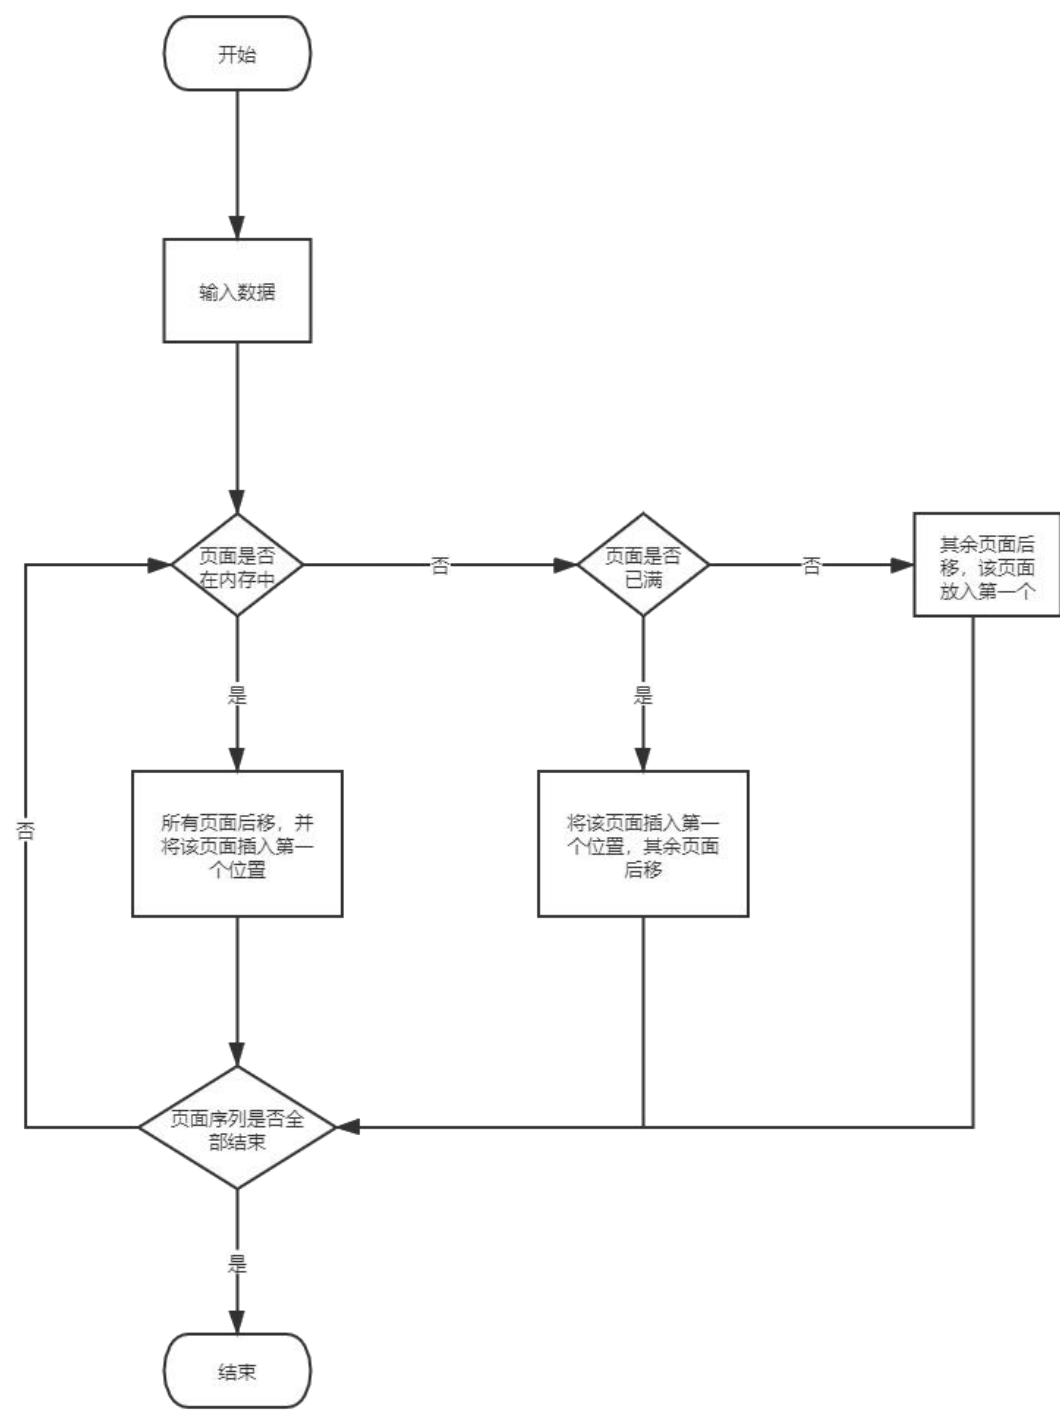 开始
输入数据
页面是否
在内存中
否
页面是否
已满
否
其余页面后
移，该页面
放入第一个
是
是
否
所有页面后移，并
将该页面插入第一
个位置
将该页面插入第一
个位置，其余页面
后移
页面序列是否全
部结束
是
结束